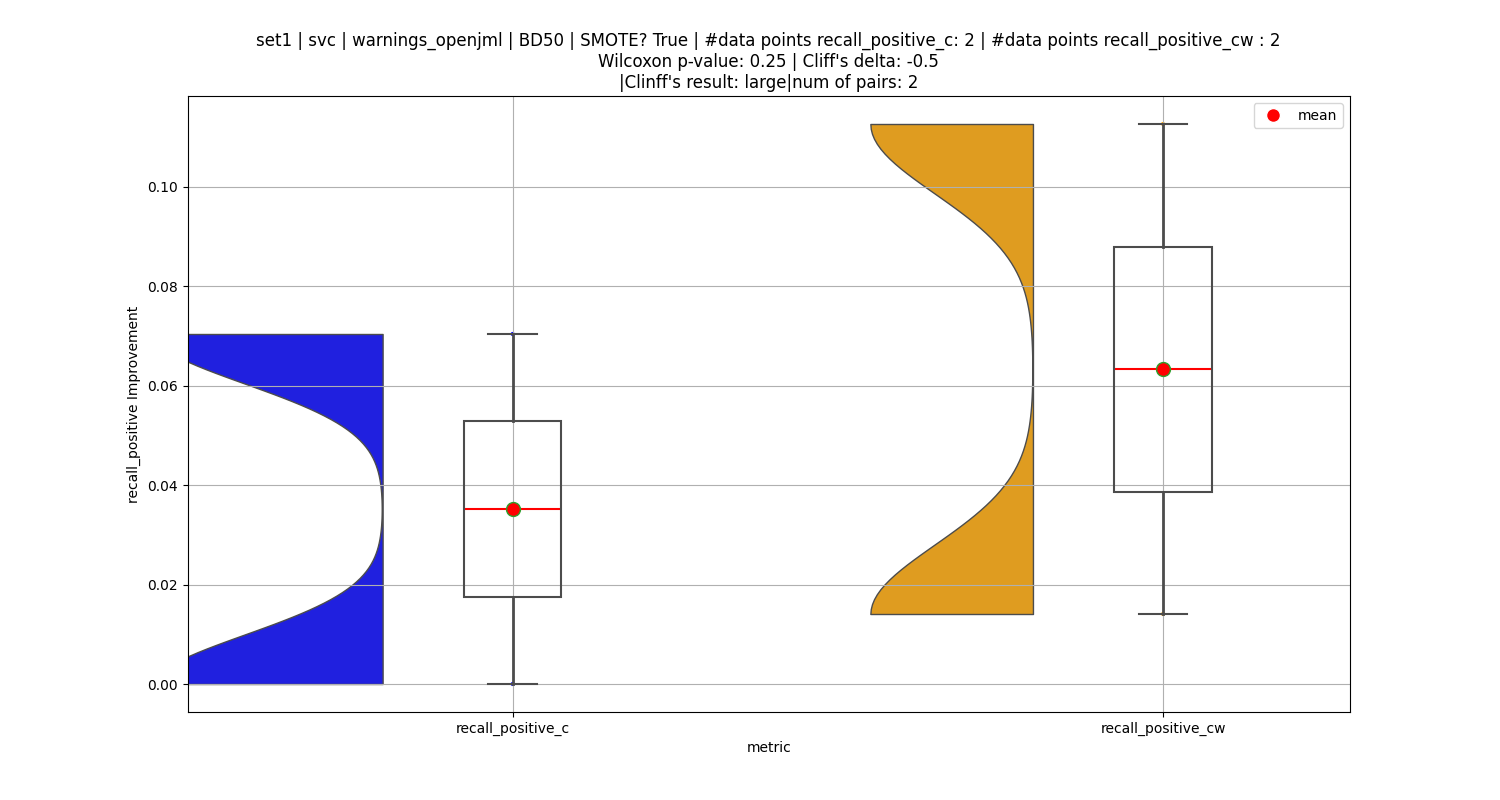 set1 | svc | warnings_openjml | BD50 | SMOTE? True | #data points recall_positive_c: 2 | #data points recall_positive_cw : 2
Wilcoxon p-value: 0.25 | Cliff's delta: -0.5
|Clinff's result: large|num of pairs: 2
mean
0.10
0.08
0.06
0.04
0.02
0.00
recall_positive Improvement
recall_positive_c
recall_positive_cw
metric